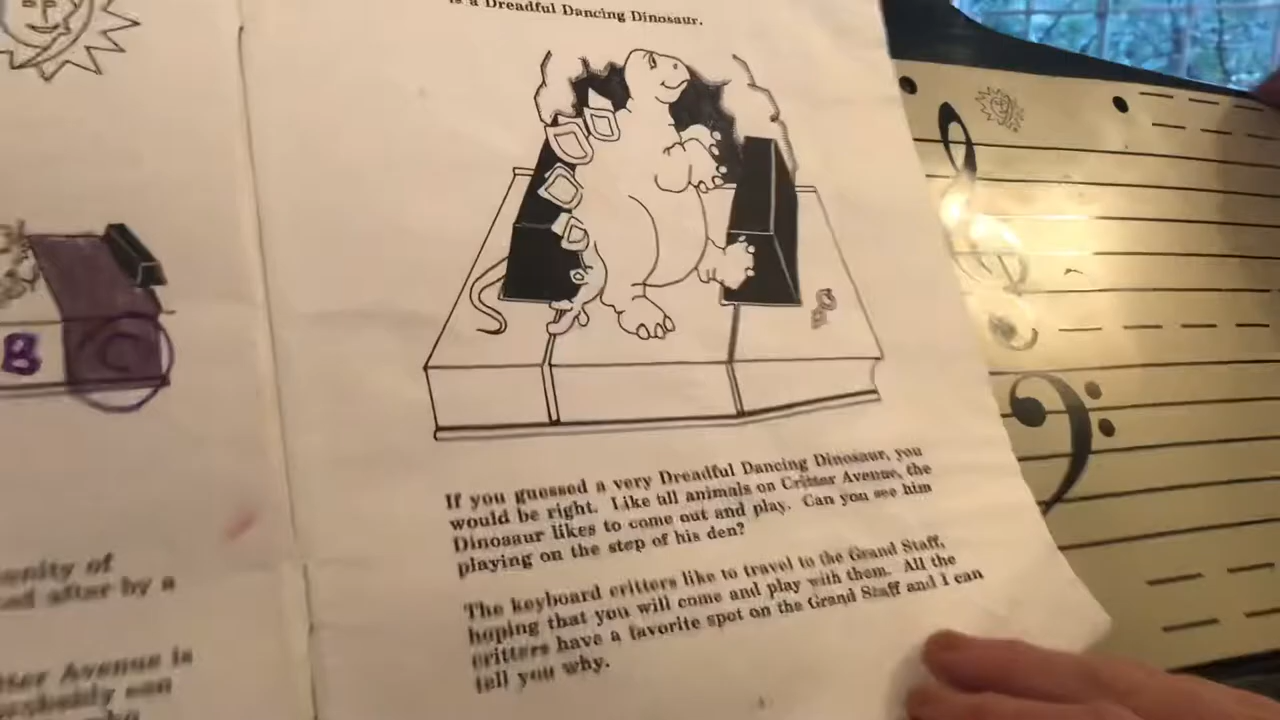 is a Dreadful Dancing Dinosaur.
B
C
If you guessed a very Dreadful Dancing Dinosaur, you
would be right. Like all animals on Critter Avenue, the
Dinosaur likes to come out and play. Can you see him
playing on the step of his den?
The keyboard critters like to travel to the Grand Staff,
hoping that you will come and play with them. All the
critters have a favorite spot on the Grand Staff and I can
tell you why.
after by a
Avenue is